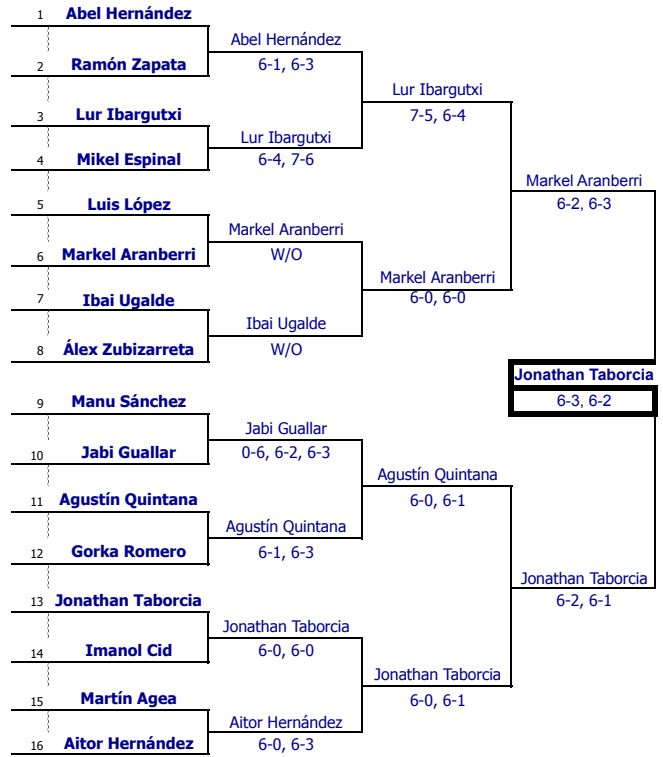 1 Abel Hernández
Abel Hernández
2 Ramón Zapata
6-1, 6-3
Lur Ibargutxi
3 Lur Ibargutxi
7-5, 6-4
Lur Ibargutxi
4 Mikel Espinal
6-4, 7-6
Markel Aranberri
5 Luis López
6-2, 6-3
Markel Aranberri
6 Markel Aranberri
W/O
Markel Aranberri
7 Ibai Ugalde
6-0, 6-0
Ibai Ugalde
8 Álex Zubizarreta
W/O
Jonathan Taborcia
6-3, 6-2
9 Manu Sánchez
Jabi Guallar
10 Jabi Guallar
0-6, 6-2, 6-3
Agustín Quintana
11 Agustín Quintana
6-0, 6-1
Agustín Quintana
12 Gorka Romero
6-1, 6-3
Jonathan Taborcia
13 Jonathan Taborcia
6-2, 6-1
Jonathan Taborcia
14 Imanol Cid
6-0, 6-0
Jonathan Taborcia
15 Martín Agea
6-0, 6-1
Aitor Hernández
16 Aitor Hernández
6-0, 6-3